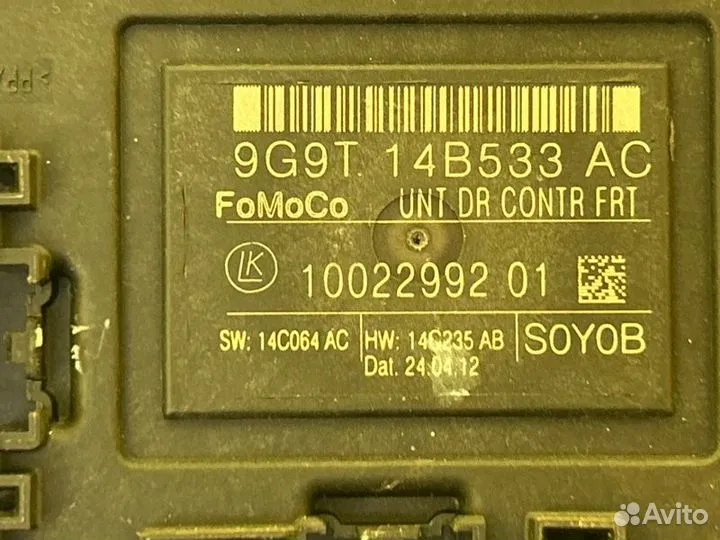 9G9T 14B533 AC
FoMoCo UNT DR CONTR FRT
LK 10022992 01
SW: 14C064 AC HW: 14C235 AB S0Y0B
Dat. 24.04.12
Avito